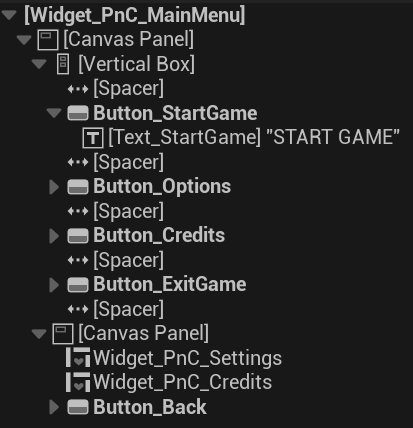 [Widget_PnC_MainMenu]
[Canvas Panel]
[Vertical Box]
[Spacer]
Button_StartGame
[Text_StartGame] "START GAME"
[Spacer]
Button_Options
[Spacer]
Button_Credits
[Spacer]
Button_ExitGame
[Spacer]
[Canvas Panel]
Widget_PnC_Settings
Widget_PnC_Credits
Button_Back